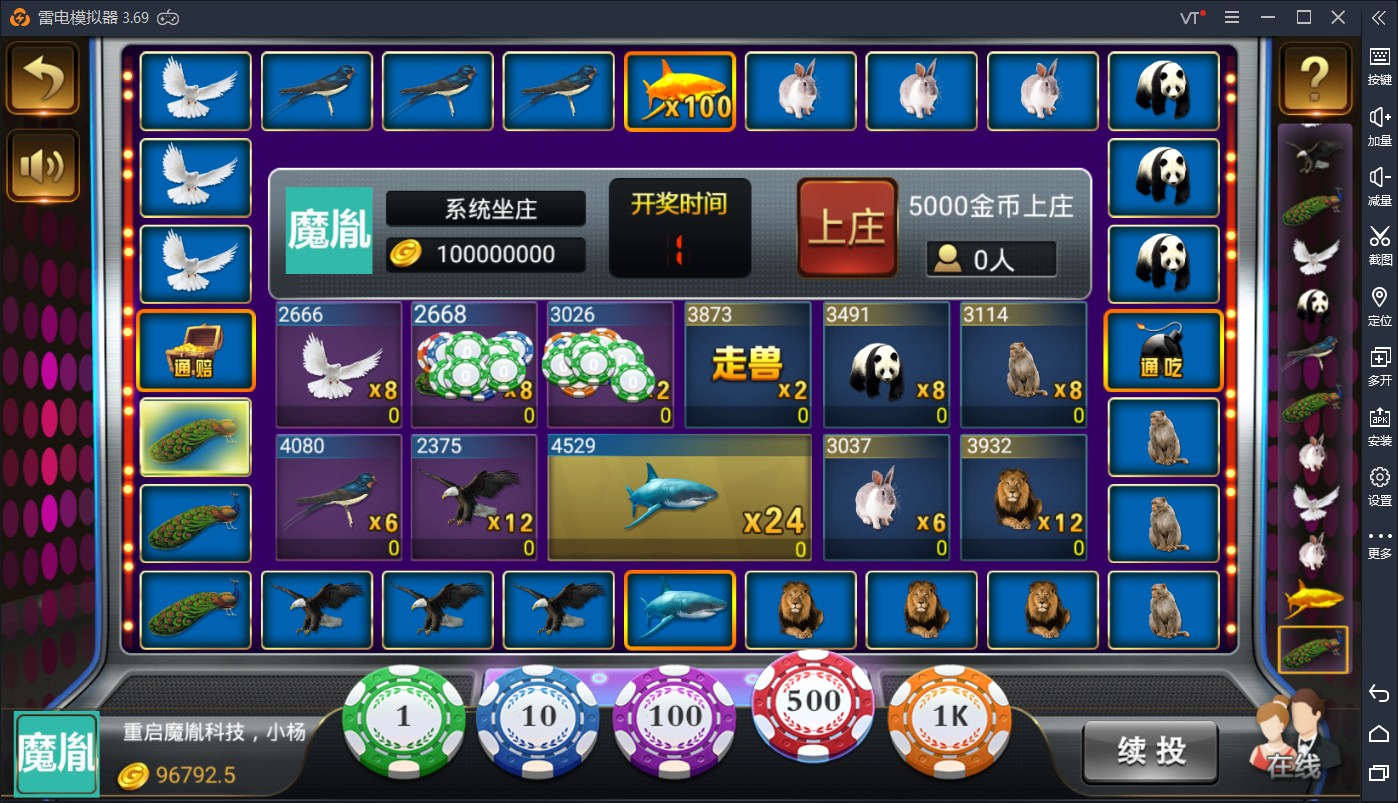 雷电模拟器 3.69
VT
x100
魔胤
系统坐庄
100000000
开奖时间
1
上庄
5000金币上庄
0人
通赔
通吃
2666
x8
0
2668
x8
0
3026
2
0
3873
走兽
x2
0
3491
x8
0
3114
x8
0
4080
x6
0
2375
x12
0
4529
x24
0
3037
x6
0
3932
x12
0
魔胤
重启魔胤科技，小杨
96792.5
1
10
100
500
1K
续投
在线
?
按键
加量
减量
截图
定位
多开
APK
安装
设置
更多